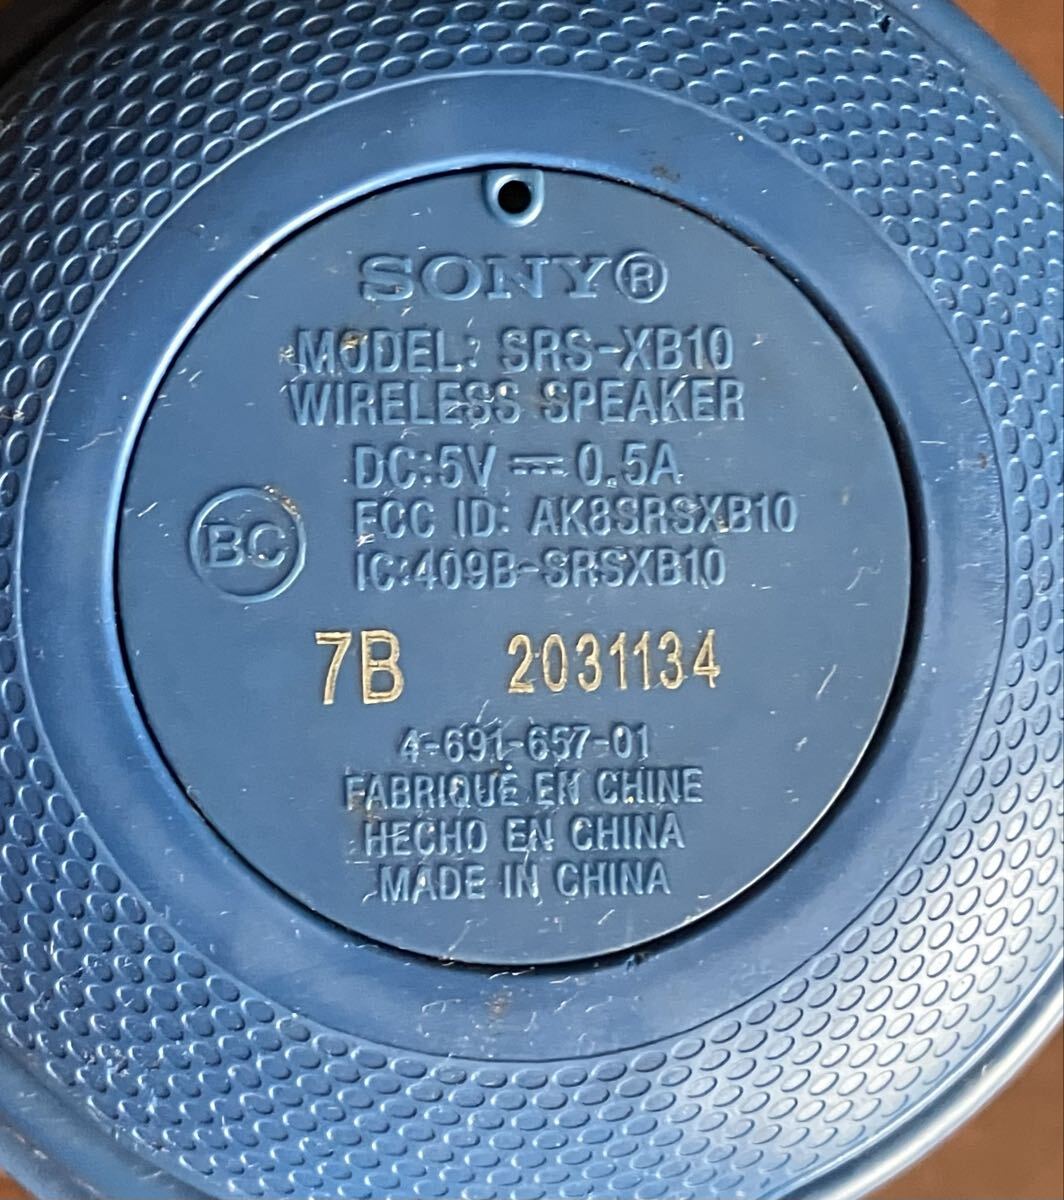 SONY®
MODEL: SRS-XB10
WIRELESS SPEAKER
DC:5V ⎓ 0.5A
BC
FCC ID: AK8SRSXB10
IC:409B-SRSXB10
7B 2031134
4-691-657-01
FABRIQUÉ EN CHINE
HECHO EN CHINA
MADE IN CHINA